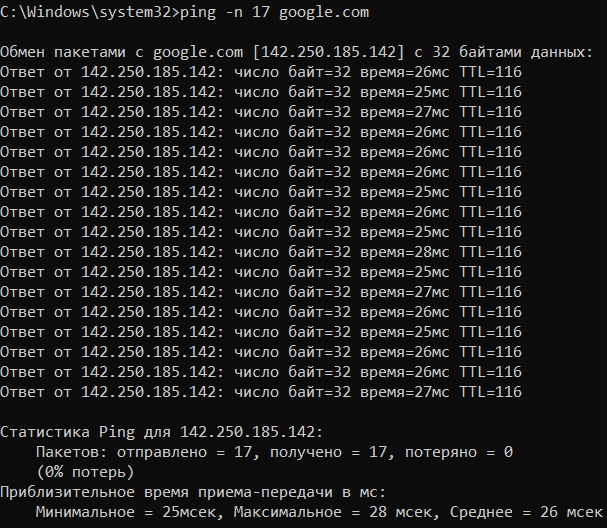 C:\Windows\system32>ping -n 17 google.com
Обмен пакетами с google.com [142.250.185.142] с 32 байтами данных:
Ответ от 142.250.185.142: число байт=32 время=26мс TTL=116
Ответ от 142.250.185.142: число байт=32 время=25мс TTL=116
Ответ от 142.250.185.142: число байт=32 время=27мс TTL=116
Ответ от 142.250.185.142: число байт=32 время=26мс TTL=116
Ответ от 142.250.185.142: число байт=32 время=26мс TTL=116
Ответ от 142.250.185.142: число байт=32 время=26мс TTL=116
Ответ от 142.250.185.142: число байт=32 время=25мс TTL=116
Ответ от 142.250.185.142: число байт=32 время=26мс TTL=116
Ответ от 142.250.185.142: число байт=32 время=25мс TTL=116
Ответ от 142.250.185.142: число байт=32 время=28мс TTL=116
Ответ от 142.250.185.142: число байт=32 время=25мс TTL=116
Ответ от 142.250.185.142: число байт=32 время=27мс TTL=116
Ответ от 142.250.185.142: число байт=32 время=26мс TTL=116
Ответ от 142.250.185.142: число байт=32 время=25мс TTL=116
Ответ от 142.250.185.142: число байт=32 время=26мс TTL=116
Ответ от 142.250.185.142: число байт=32 время=26мс TTL=116
Ответ от 142.250.185.142: число байт=32 время=27мс TTL=116
Статистика Ping для 142.250.185.142:
Пакетов: отправлено = 17, получено = 17, потеряно = 0
(0% потерь)
Приблизительное время приема-передачи в мс:
Минимальное = 25мсек, Максимальное = 28 мсек, Среднее = 26 мсек